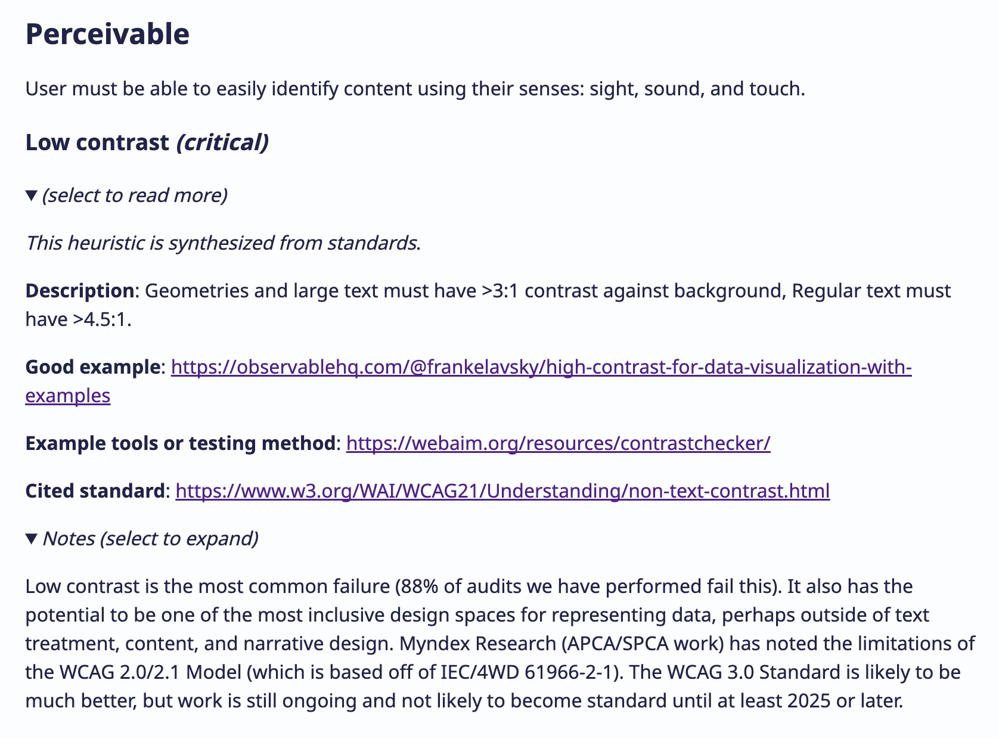 Perceivable
User must be able to easily identify content using their senses: sight, sound, and touch.
Low contrast (critical)
▼ (select to read more)
This heuristic is synthesized from standards.
Description: Geometries and large text must have >3:1 contrast against background, Regular text must
have >4.5:1.
Good example: https://observablehq.com/@frankelavsky/high-contrast-for-data-visualization-with-
examples
Example tools or testing method: https://webaim.org/resources/contrastchecker/
Cited standard: https://www.w3.org/WAI/WCAG21/Understanding/non-text-contrast.html
▼ Notes (select to expand)
Low contrast is the most common failure (88% of audits we have performed fail this). It also has the
potential to be one of the most inclusive design spaces for representing data, perhaps outside of text
treatment, content, and narrative design. Myndex Research (APCA/SPCA work) has noted the limitations of
the WCAG 2.0/2.1 Model (which is based off of IEC/4WD 61966-2-1). The WCAG 3.0 Standard is likely to be
much better, but work is still ongoing and not likely to become standard until at least 2025 or later.